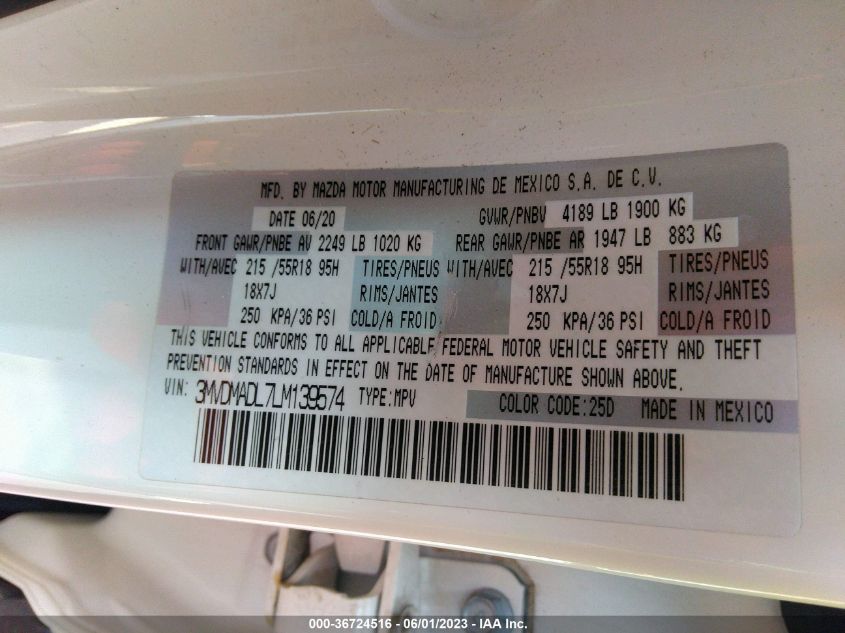 MFD. BY MAZDA MOTOR MANUFACTURING DE MEXICO S.A. DE C.V.
DATE 06/20 GVWR/PNBV 4189 LB 1900 KG
FRONT GAWR/PNBE AV 2249 LB 1020 KG REAR GAWR/PNBE AR 1947 LB 883 KG
WITH/AVEC 215 /55R18 95H TIRES/PNEUS WITH/AVEC 215 /55R18 95H TIRES/PNEUS
18X7J RIMS/JANTES 18X7J RIMS/JANTES
250 KPA/36 PSI COLD/A FROID 250 KPA/36 PSI COLD/A FROID
THIS VEHICLE CONFORMS TO ALL APPLICABLE FEDERAL MOTOR VEHICLE SAFETY AND THEFT
PREVENTION STANDARDS IN EFFECT ON THE DATE OF MANUFACTURE SHOWN ABOVE.
VIN: 3MVDMADL7LM139574 TYPE:MPV COLOR CODE:25D MADE IN MEXICO
000-36724516 - 06/01/2023 - IAA Inc.